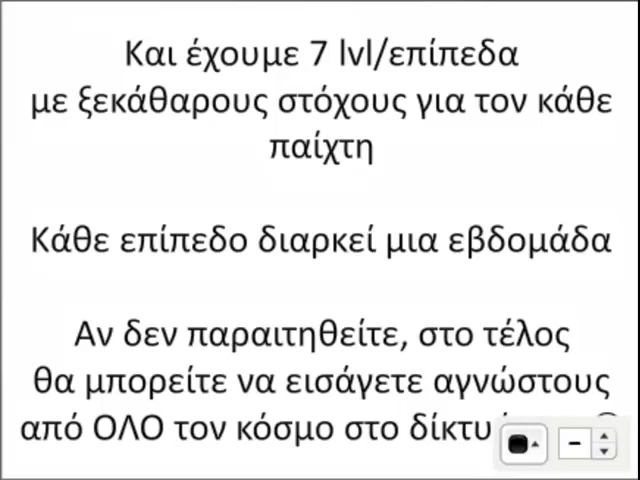 Και έχουμε 7 lvl/επίπεδα
με ξεκάθαρους στόχους για τον κάθε
παίχτη
Κάθε επίπεδο διαρκεί μια εβδομάδα
Αν δεν παραιτηθείτε, στο τέλος
θα μπορείτε να εισάγετε αγνώστους
από ΟΛΟ τον κόσμο στο